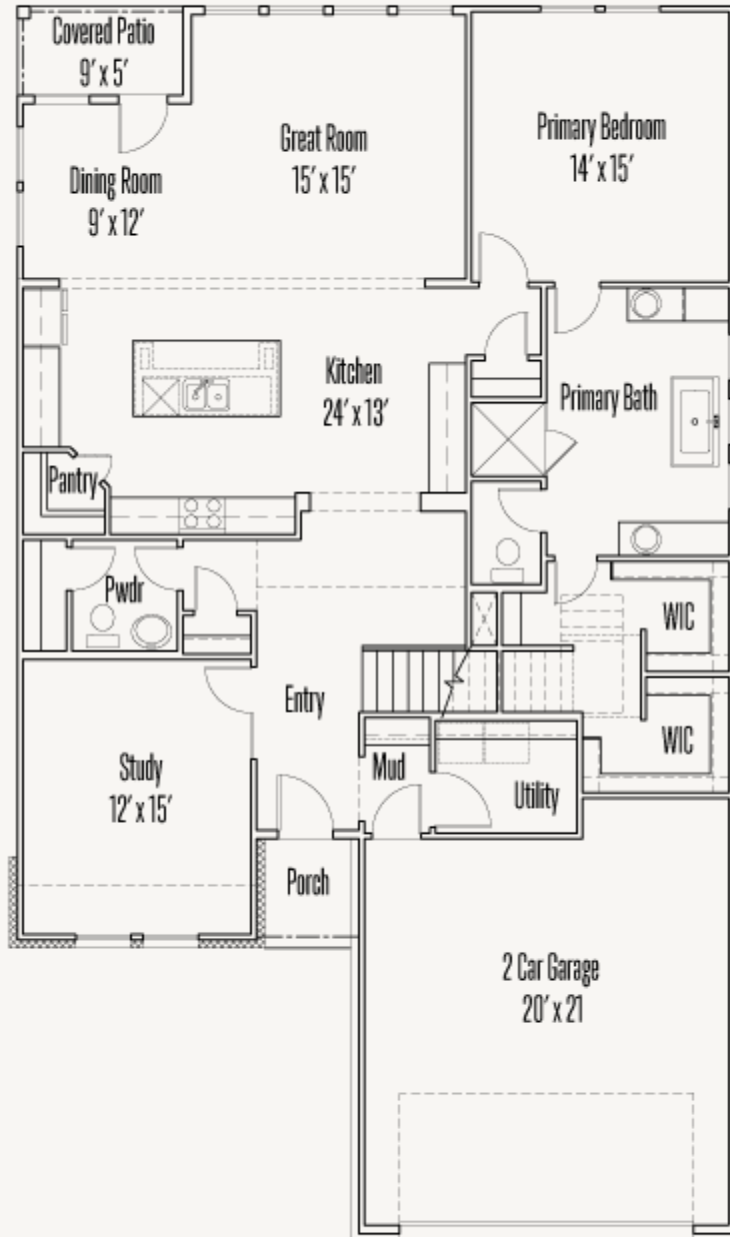 Covered Patio
9' x 5'
Great Room
15' x 15'
Primary Bedroom
14' x 15'
Dining Room
9' x 12'
Kitchen
24' x 13'
Primary Bath
Pantry
Pwdr
WIC
Entry
WIC
Mud
Study
12' x 15'
Utility
Porch
2 Car Garage
20' x 21